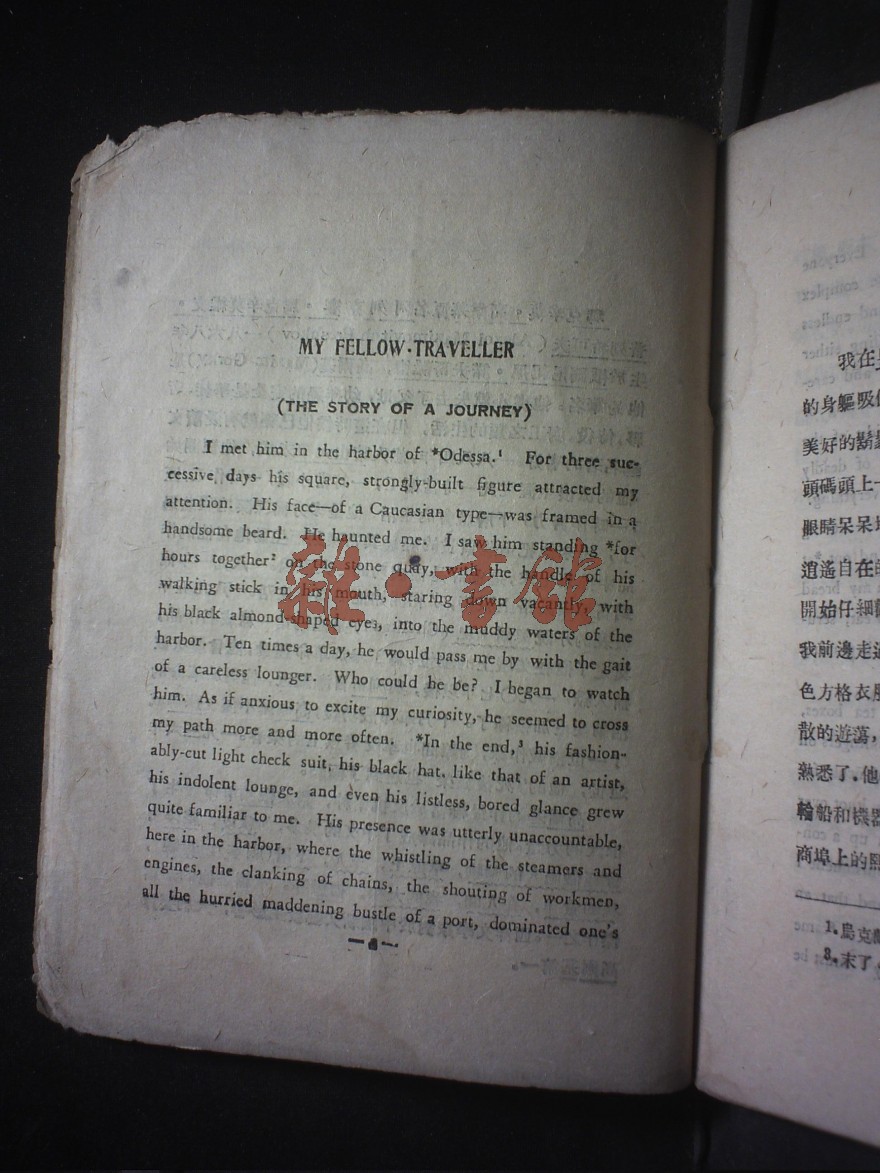 MY FELLOW-TRAVELLER
(THE STORY OF A JOURNEY)
I met him in the harbor of *Odessa.¹ For three suc-
cessive days his square, strongly-built figure attracted my
attention. His face—of a Caucasian type—was framed in a
handsome beard. He haunted me. I saw him standing *for
hours together² on the stone quay, with the handle of his
walking stick in his mouth, staring down vacantly, with
his black almond-shaped eyes, into the muddy waters of the
harbor. Ten times a day, he would pass me by with the gait
of a careless lounger. Who could he be? I began to watch
him. As if anxious to excite my curiosity, he seemed to cross
my path more and more often. *In the end,³ his fashion-
ably-cut light check suit, his black hat, like that of an artist,
his indolent lounge, and even his listless, bored glance grew
quite familiar to me. His presence was utterly unaccountable,
here in the harbor, where the whistling of the steamers and
engines, the clanking of chains, the shouting of workmen,
all the hurried maddening bustle of a port, dominated one's
雜·書館
我在
的身軀吸
美好的鬍
頭碼頭上
眼睛呆呆
逍遙自在的
開始仔細
我前邊走
色方格衣
散的遊蕩,
熟悉了.他
輪船和機器
商埠上的
1.烏克
3.末了